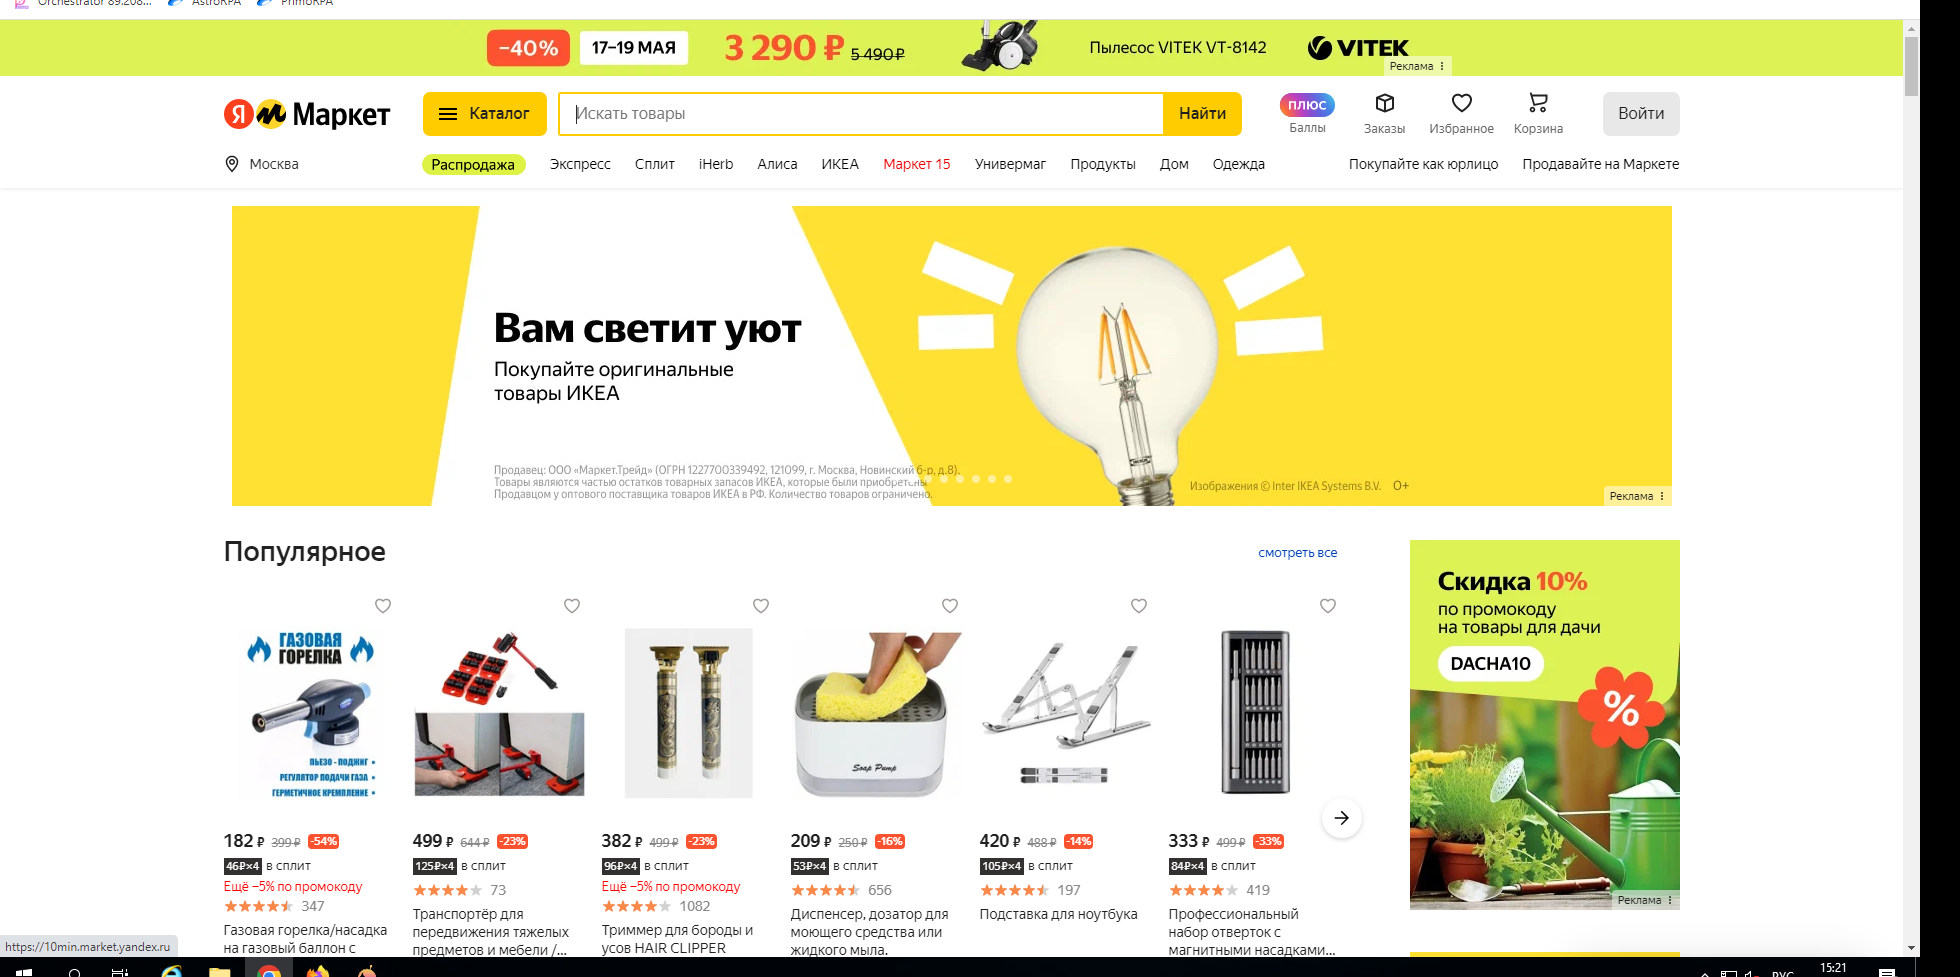 Orchestrator 89.208...
AstroRPA
PrimoRPA
−40%
17–19 МАЯ
3 290 ₽ 5 490 ₽
Пылесос VITEK VT-8142
VITEK
Реклама
Я Маркет
Каталог
Искать товары
Найти
плюс
Баллы
Заказы
Избранное
Корзина
Войти
Москва
Распродажа
Экспресс
Сплит
iHerb
Алиса
ИКЕА
Маркет 15
Универмаг
Продукты
Дом
Одежда
Покупайте как юрлицо
Продавайте на Маркете
Вам светит уют
Покупайте оригинальные
товары ИКЕА
Продавец: ООО «Маркет.Трейд» (ОГРН 1227700339492, 121099, г. Москва, Новинский б-р, д.8).
Товары являются частью остатков товарных запасов ИКЕА, которые были приобретены
Продавцом у оптового поставщика товаров ИКЕА в РФ. Количество товаров ограничено.
Изображения © Inter IKEA Systems B.V. 0+
Реклама
Популярное
смотреть все
ГАЗОВАЯ
ГОРЕЛКА
ПЬЕЗО - ПОДЖИГ
РЕГУЛЯТОР ПОДАЧИ ГАЗА
ГЕРМЕТИЧНОЕ КРЕПЛЕНИЕ
182 ₽ 399 ₽ -54%
46₽×4 в сплит
Ещё −5% по промокоду
347
Газовая горелка/насадка
на газовый баллон с
499 ₽ 644 ₽ -23%
125₽×4 в сплит
73
Транспортёр для
передвижения тяжелых
предметов и мебели /...
382 ₽ 499 ₽ -23%
96₽×4 в сплит
Ещё −5% по промокоду
1082
Триммер для бороды и
усов HAIR CLIPPER
Soap Pump
209 ₽ 250 ₽ -16%
53₽×4 в сплит
656
Диспенсер, дозатор для
моющего средства или
жидкого мыла.
420 ₽ 488 ₽ -14%
105₽×4 в сплит
197
Подставка для ноутбука
333 ₽ 499 ₽ -33%
84₽×4 в сплит
419
Профессиональный
набор отверток с
магнитными насадками...
Скидка 10%
по промокоду
на товары для дачи
DACHA10
%
Реклама
https://10min.market.yandex.ru
РУС
15:21